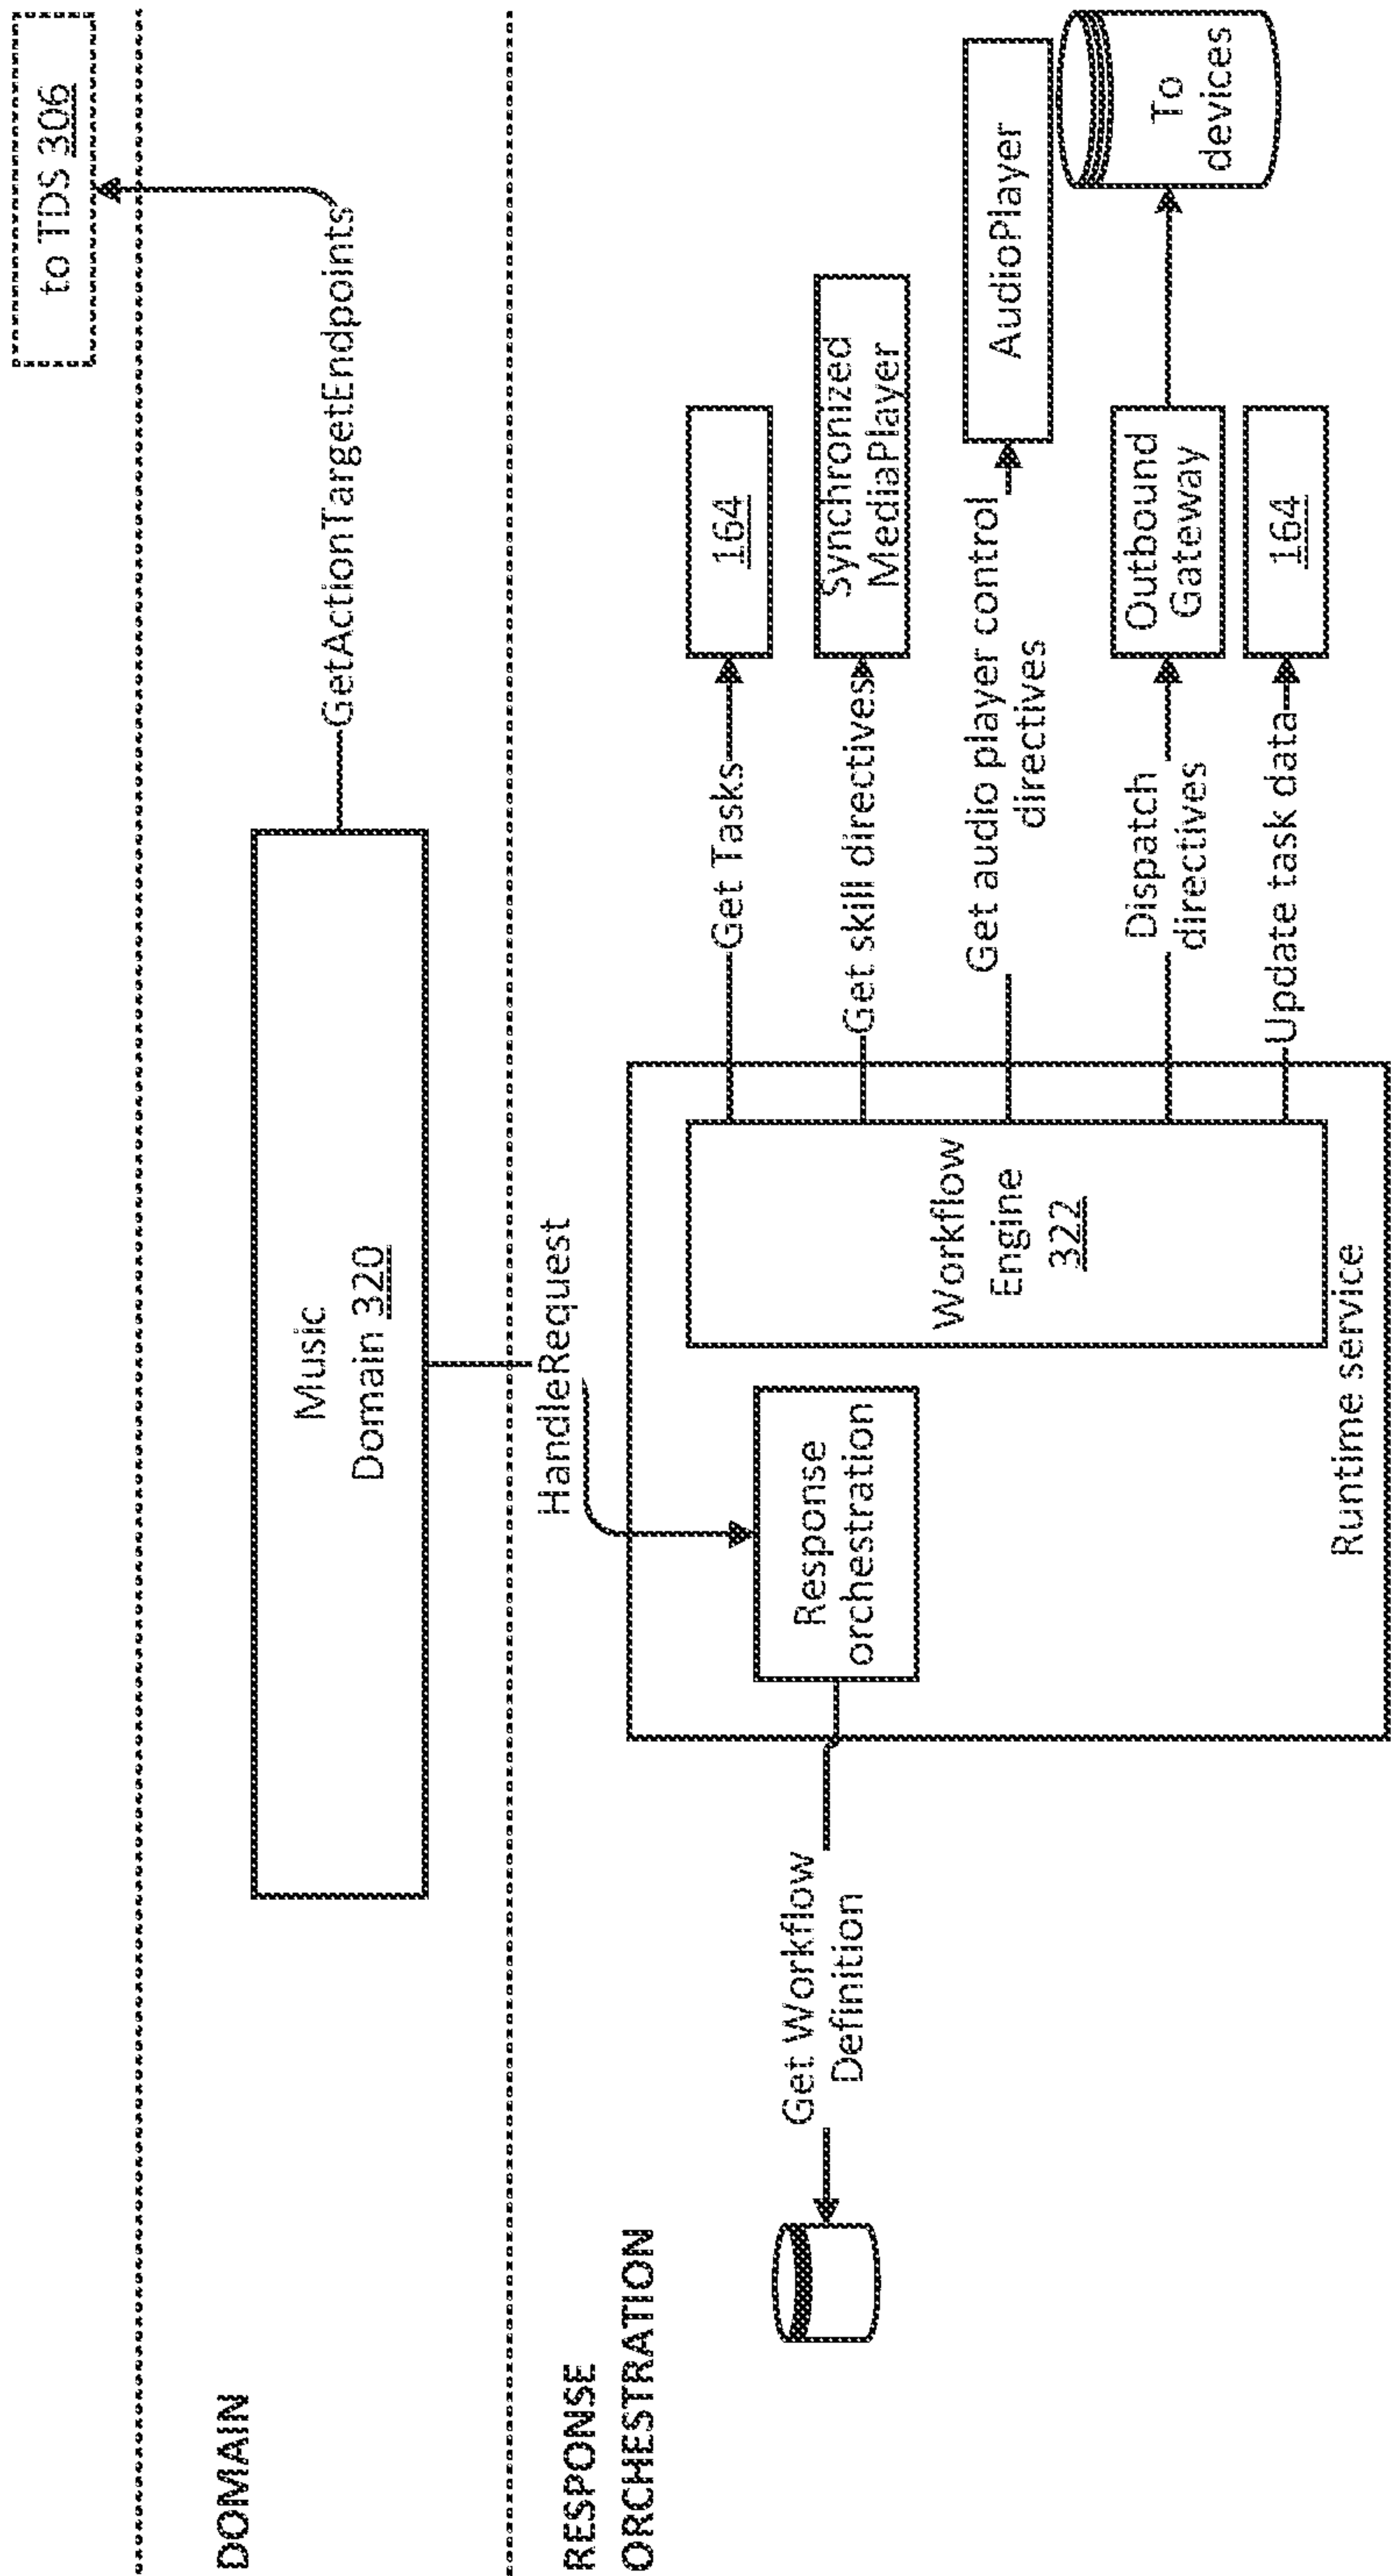 to TDS 306
DOMAIN
Music
Domain 320
GetActionTargetEndpoints
HandleRequest
RESPONSE
ORCHESTRATION
Get Workflow
Definition
Response
orchestration
Workflow
Engine
322
Runtime service
Get Tasks
164
Get skill directives
Synchronized
MediaPlayer
Get audio player control
directives
AudioPlayer
Dispatch
directives
Outbound
Gateway
To
devices
Update task data
164